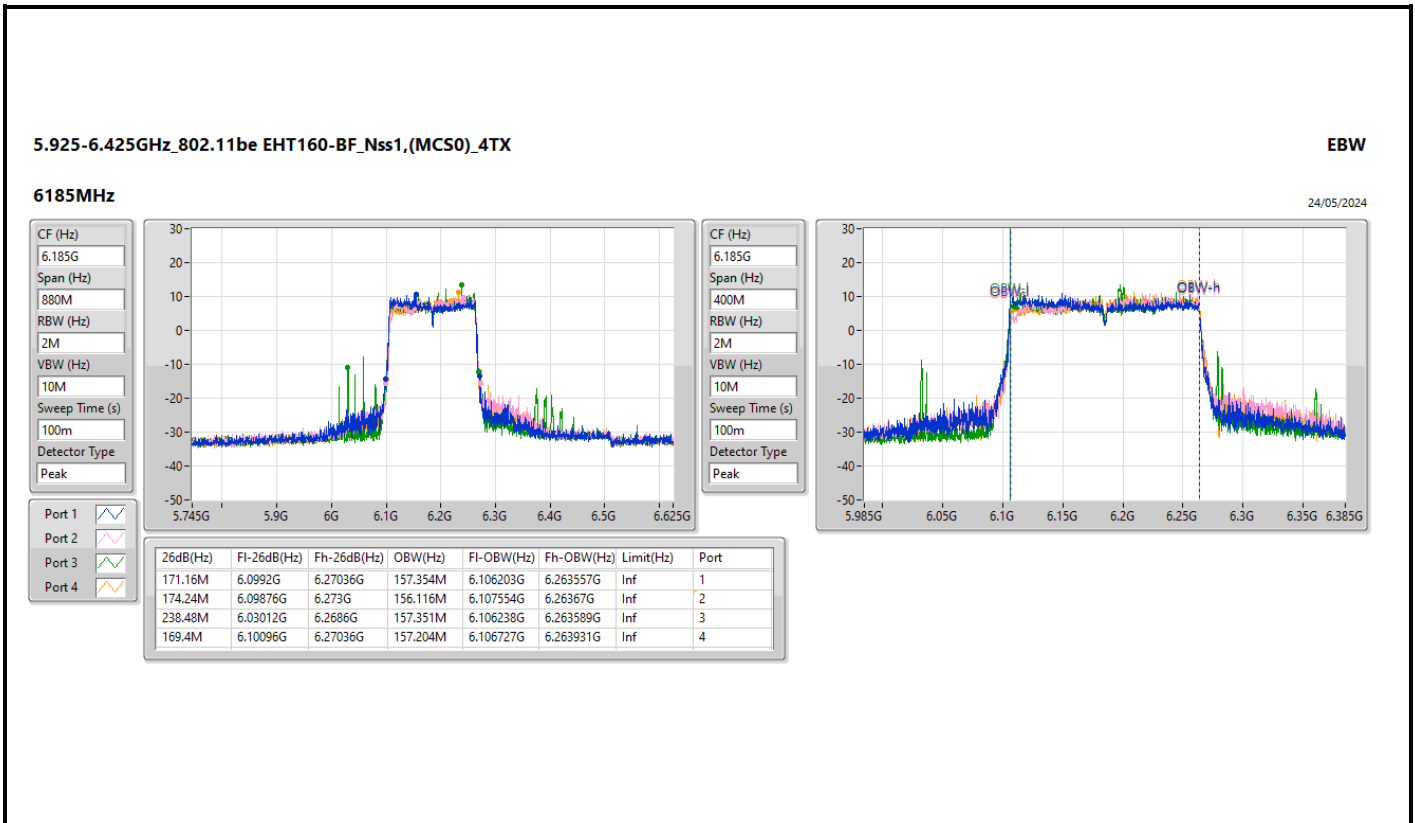 5.925-6.425GHz_802.11be EHT160-BF_Nss1,(MCS0)_4TX
EBW
6185MHz
24/05/2024
CF (Hz)
6.185G
Span (Hz)
880M
RBW (Hz)
2M
VBW (Hz)
10M
Sweep Time (s)
100m
Detector Type
Peak
30
20
10
0
-10
-20
-30
-40
-50
5.745G 5.9G 6G 6.1G 6.2G 6.3G 6.4G 6.5G 6.625G
CF (Hz)
6.185G
Span (Hz)
400M
RBW (Hz)
2M
VBW (Hz)
10M
Sweep Time (s)
100m
Detector Type
Peak
30
20
10
0
-10
-20
-30
-40
-50
OBW-l
OBW-h
5.985G 6.05G 6.1G 6.15G 6.2G 6.25G 6.3G 6.35G 6.385G
Port 1
Port 2
Port 3
Port 4
26dB(Hz) Fl-26dB(Hz) Fh-26dB(Hz) OBW(Hz) Fl-OBW(Hz) Fh-OBW(Hz) Limit(Hz) Port
171.16M 6.0992G 6.27036G 157.354M 6.106203G 6.263557G Inf 1
174.24M 6.09876G 6.273G 156.116M 6.107554G 6.26367G Inf 2
238.48M 6.03012G 6.2686G 157.351M 6.106238G 6.263589G Inf 3
169.4M 6.10096G 6.27036G 157.204M 6.106727G 6.263931G Inf 4